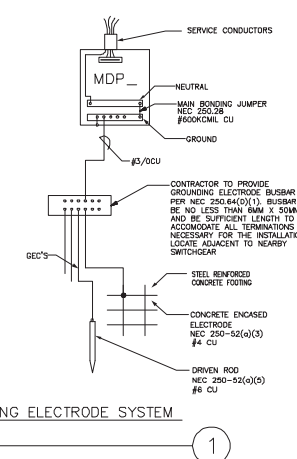 SERVICE CONDUCTORS
MDP_
NEUTRAL
MAIN BONDING JUMPER
NEC 250.28
#600KCMIL CU
GROUND
#3/0CU
CONTRACTOR TO PROVIDE
GROUNDING ELECTRODE BUSBAR
PER NEC 250.64(D)(1). BUSBAR
BE NO LESS THAN 6MM X 50MM
AND BE SUFFICIENT LENGTH TO
ACCOMODATE ALL TERMINATIONS
NECESSARY FOR THE INSTALLATIO
LOCATE ADJACENT TO NEARBY
SWITCHGEAR
GEC'S
STEEL REINFORCED
CONCRETE FOOTING
CONCRETE ENCASED
ELECTRODE
NEC 250-52(a)(3)
#4 CU
DRIVEN ROD
NEC 250-52(a)(5)
#6 CU
NG ELECTRODE SYSTEM
1